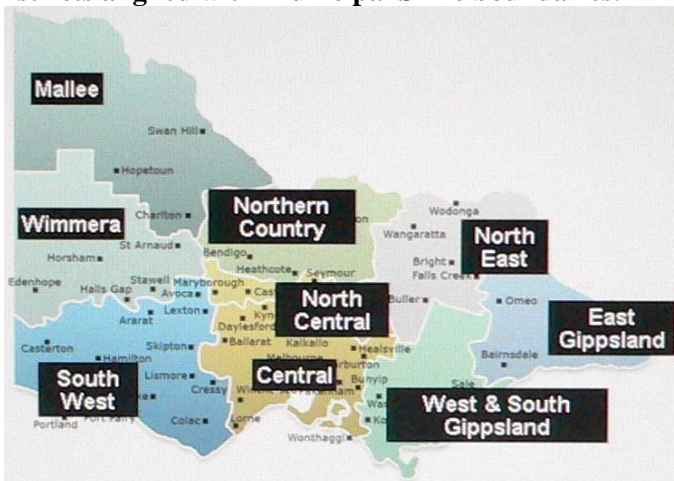 Mallee
Swan Hill
Hopetoun
Charlton
Northern
Country
Wimmera
Wodonga
Wangaratta
St Arnaud
Bendigo
North
East
Horsham
Heathcote
Seymour
Bright
Falls Creek
Edenhope
Halls Gap
Stawell
Maryborough
Avoca
North
Central
Buller
Omeo
East
Gippsland
Ararat
Lexton
Daylesford
Kalkallo
Casterton
Skipton
Ballarat
Melbourne
Healsville
Hamilton
Bairnsdale
South
West
Lismore
Cressy
Central
Bunyip
Sale
West & South
Gippsland
Portland
Port Fairy
Colac
Lorne
Wonthaggi